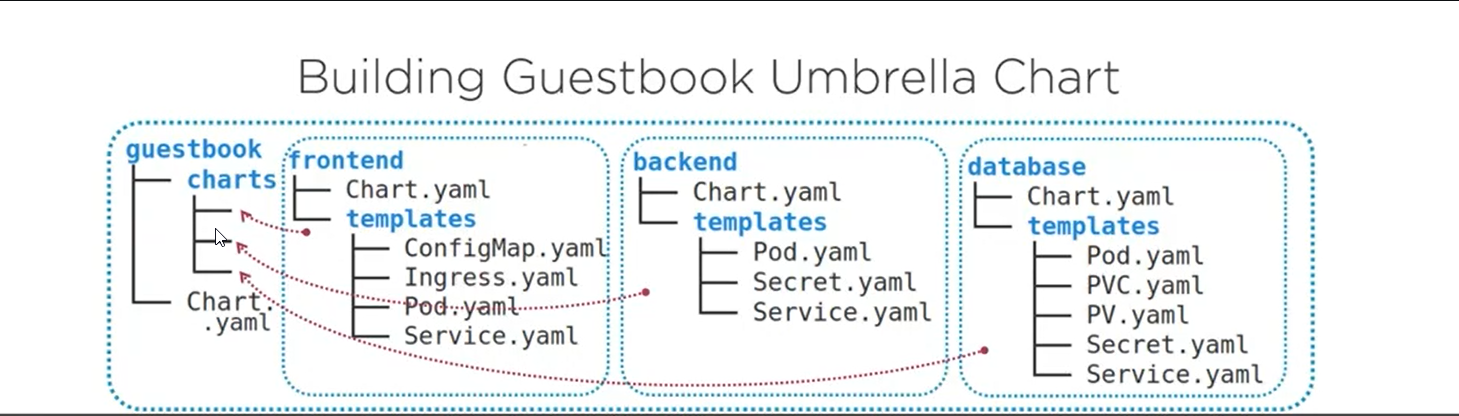 Building Guestbook Umbrella Chart
guestbook
charts
Chart.
.yaml
frontend
Chart.yaml
templates
ConfigMap.yaml
Ingress.yaml
Pod.yaml
Service.yaml
backend
Chart.yaml
templates
Pod.yaml
Secret.yaml
Service.yaml
database
Chart.yaml
templates
Pod.yaml
PVC.yaml
PV.yaml
Secret.yaml
Service.yaml